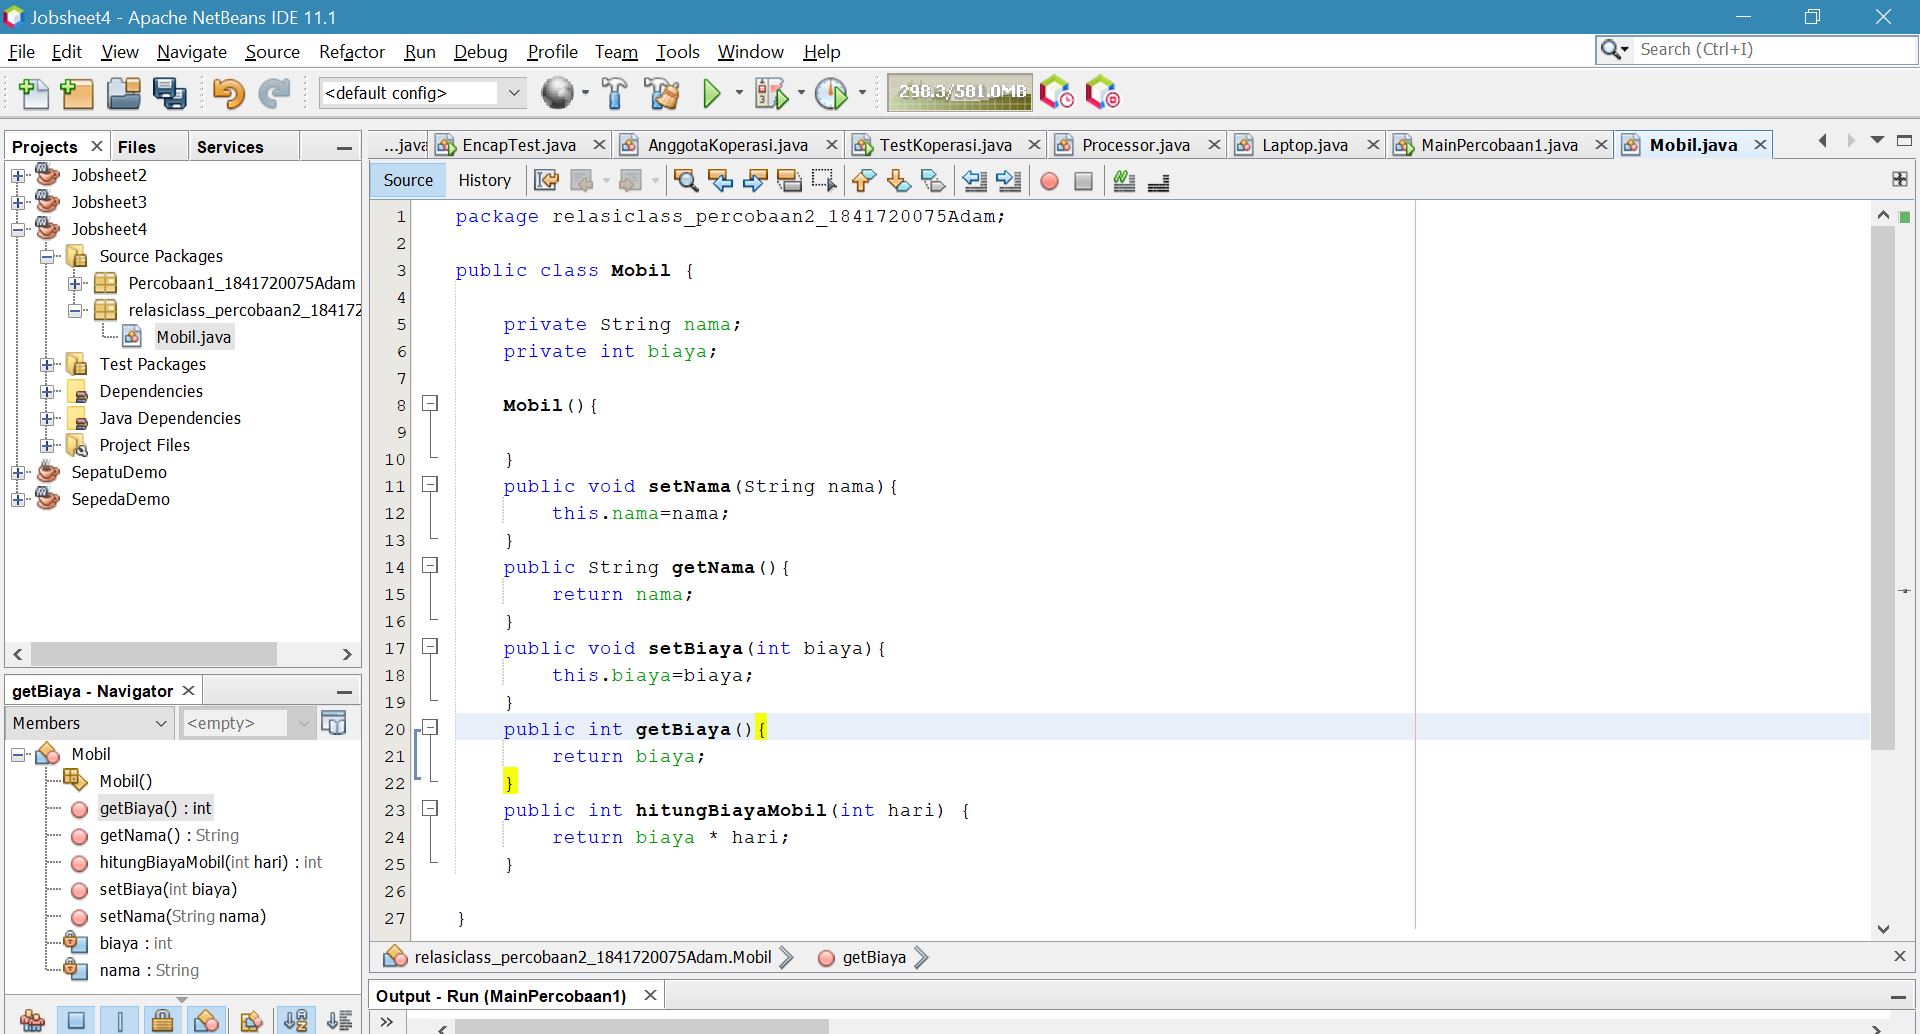 Jobsheet4 - Apache NetBeans IDE 11.1
File Edit View Navigate Source Refactor Run Debug Profile Team Tools Window Help
Search (Ctrl+I)
<default config>
298.3/581.0MB
Projects Files Services
Jobsheet2
Jobsheet3
Jobsheet4
Source Packages
Percobaan1_1841720075Adam
relasiclass_percobaan2_184172
Mobil.java
Test Packages
Dependencies
Java Dependencies
Project Files
SepatuDemo
SepedaDemo
getBiaya - Navigator
Members <empty>
Mobil
Mobil()
getBiaya() : int
getNama() : String
hitungBiayaMobil(int hari) : int
setBiaya(int biaya)
setNama(String nama)
biaya : int
nama : String
...java EncapTest.java AnggotaKoperasi.java TestKoperasi.java Processor.java Laptop.java MainPercobaan1.java Mobil.java
Source History
1 package relasiclass_percobaan2_1841720075Adam;
2
3 public class Mobil {
4
5 private String nama;
6 private int biaya;
7
8 Mobil(){
9
10 }
11 public void setNama(String nama){
12 this.nama=nama;
13 }
14 public String getNama(){
15 return nama;
16 }
17 public void setBiaya(int biaya){
18 this.biaya=biaya;
19 }
20 public int getBiaya(){
21 return biaya;
22 }
23 public int hitungBiayaMobil(int hari) {
24 return biaya * hari;
25 }
26
27 }
relasiclass_percobaan2_1841720075Adam.Mobil getBiaya
Output - Run (MainPercobaan1)